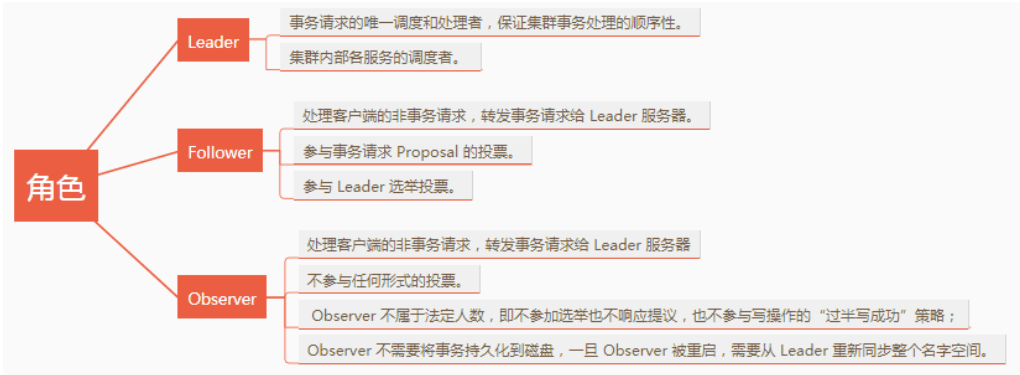 角色
Leader
事务请求的唯一调度和处理者，保证集群事务处理的顺序性。
集群内部各服务的调度者。
Follower
处理客户端的非事务请求，转发事务请求给 Leader 服务器。
参与事务请求 Proposal 的投票。
参与 Leader 选举投票。
Observer
处理客户端的非事务请求，转发事务请求给 Leader 服务器
不参与任何形式的投票。
Observer 不属于法定人数，即不参加选举也不响应提议，也不参与写操作的“过半写成功”策略；
Observer 不需要将事务持久化到磁盘，一旦 Observer 被重启，需要从 Leader 重新同步整个名字空间。